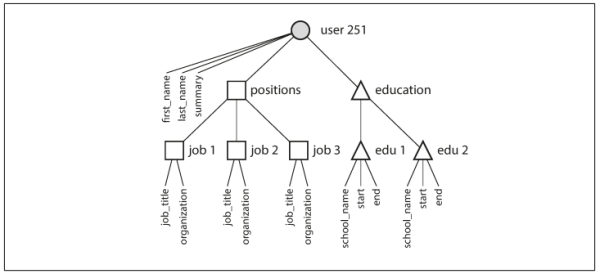 user 251
first_name
last_name
summary
positions
education
job 1
job 2
job 3
edu 1
edu 2
job_title
organization
job_title
organization
job_title
organization
school_name
start
end
school_name
start
end